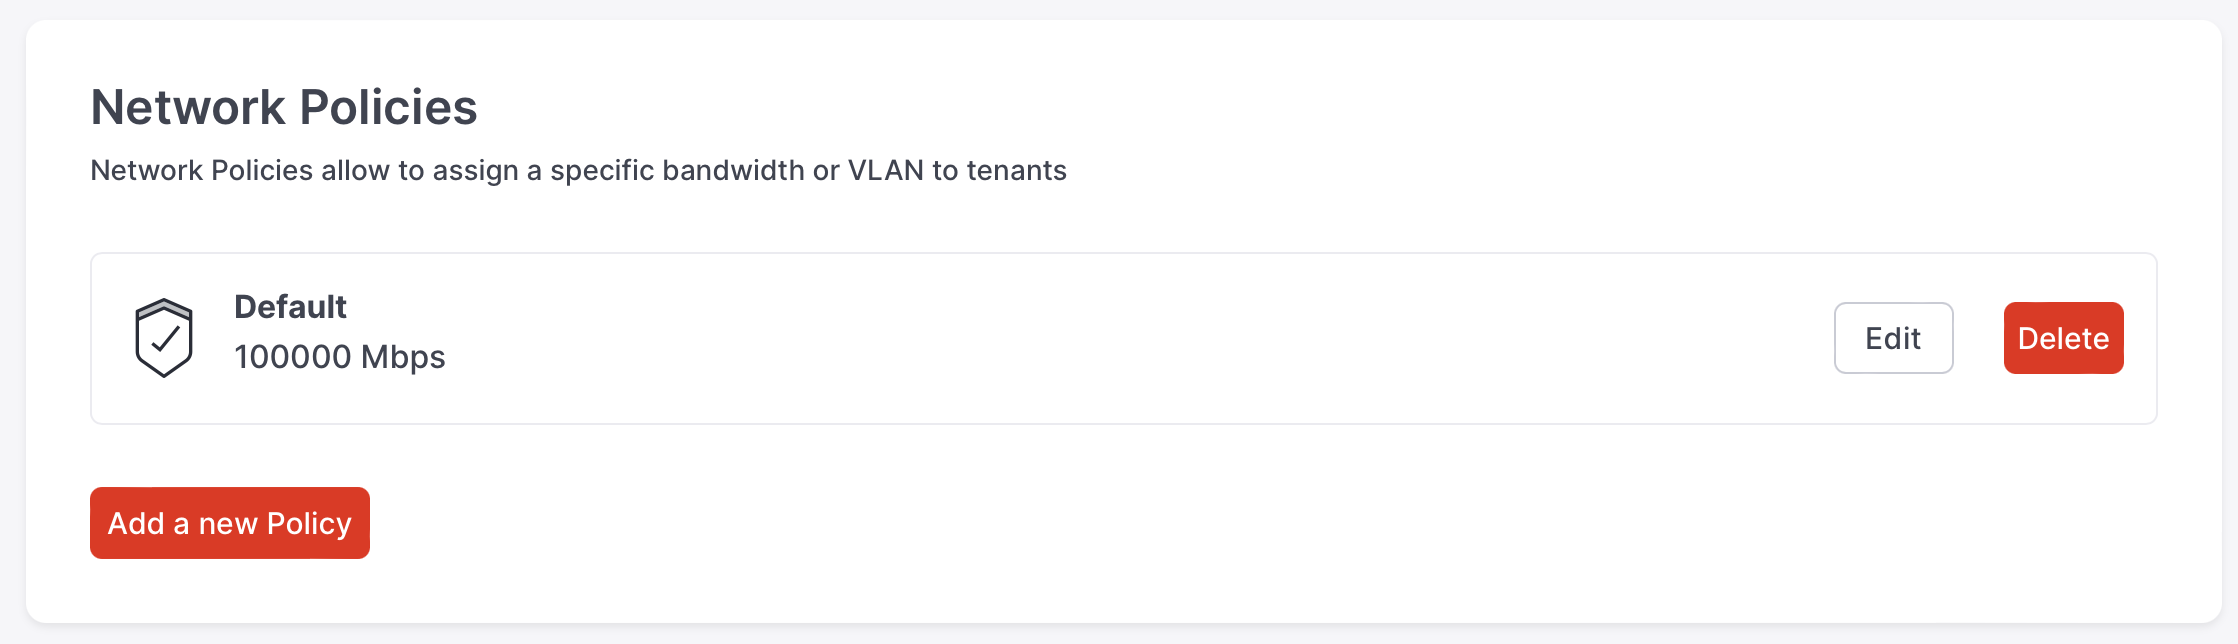 Network Policies
Network Policies allow to assign a specific bandwidth or VLAN to tenants
Default
100000 Mbps
Edit
Delete
Add a new Policy